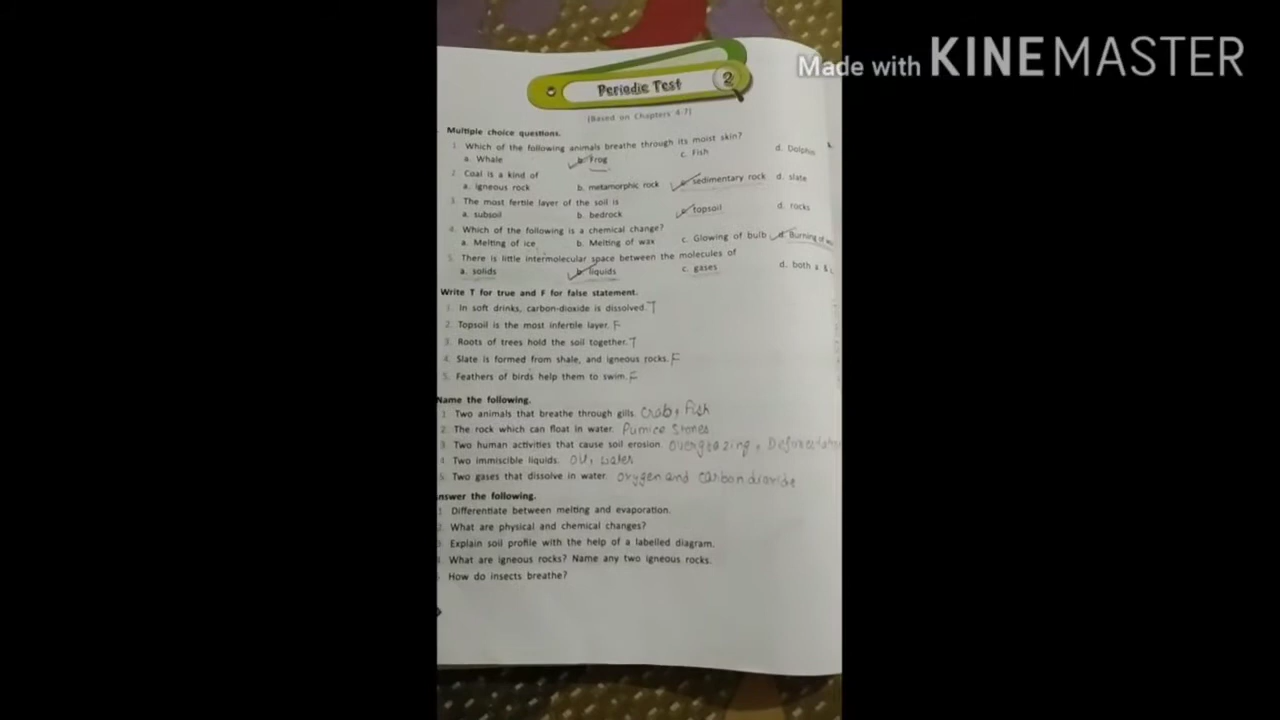 Made with KINEMASTER
Periodic Test 2
(Based on Chapters 4-7)
Multiple choice questions.
1. Which of the following animals breathe through its moist skin?
a. Whale b. Frog c. Fish d. Dolphin
2. Coal is a kind of
a. igneous rock b. metamorphic rock c. sedimentary rock d. slate
3. The most fertile layer of the soil is
a. subsoil b. bedrock c. topsoil d. rocks
4. Which of the following is a chemical change?
a. Melting of ice b. Melting of wax c. Glowing of bulb d. Burning of
5. There is little intermolecular space between the molecules of
a. solids b. liquids c. gases d. both a &
Write T for true and F for false statement.
1. In soft drinks, carbon-dioxide is dissolved. T
2. Topsoil is the most infertile layer. F
3. Roots of trees hold the soil together. T
4. Slate is formed from shale, and igneous rocks. F
5. Feathers of birds help them to swim. F
Name the following.
1 Two animals that breathe through gills. Crab, Fish
2 The rock which can float in water. Pumice Stones
3 Two human activities that cause soil erosion. overgrazing,
4 Two immiscible liquids. oil, water
5. Two gases that dissolve in water. oxygen and carbondioxide
nswer the following.
1 Differentiate between melting and evaporation.
2. What are physical and chemical changes?
3. Explain soil profile with the help of a labelled diagram.
What are igneous rocks? Name any two igneous rocks.
How do insects breathe?